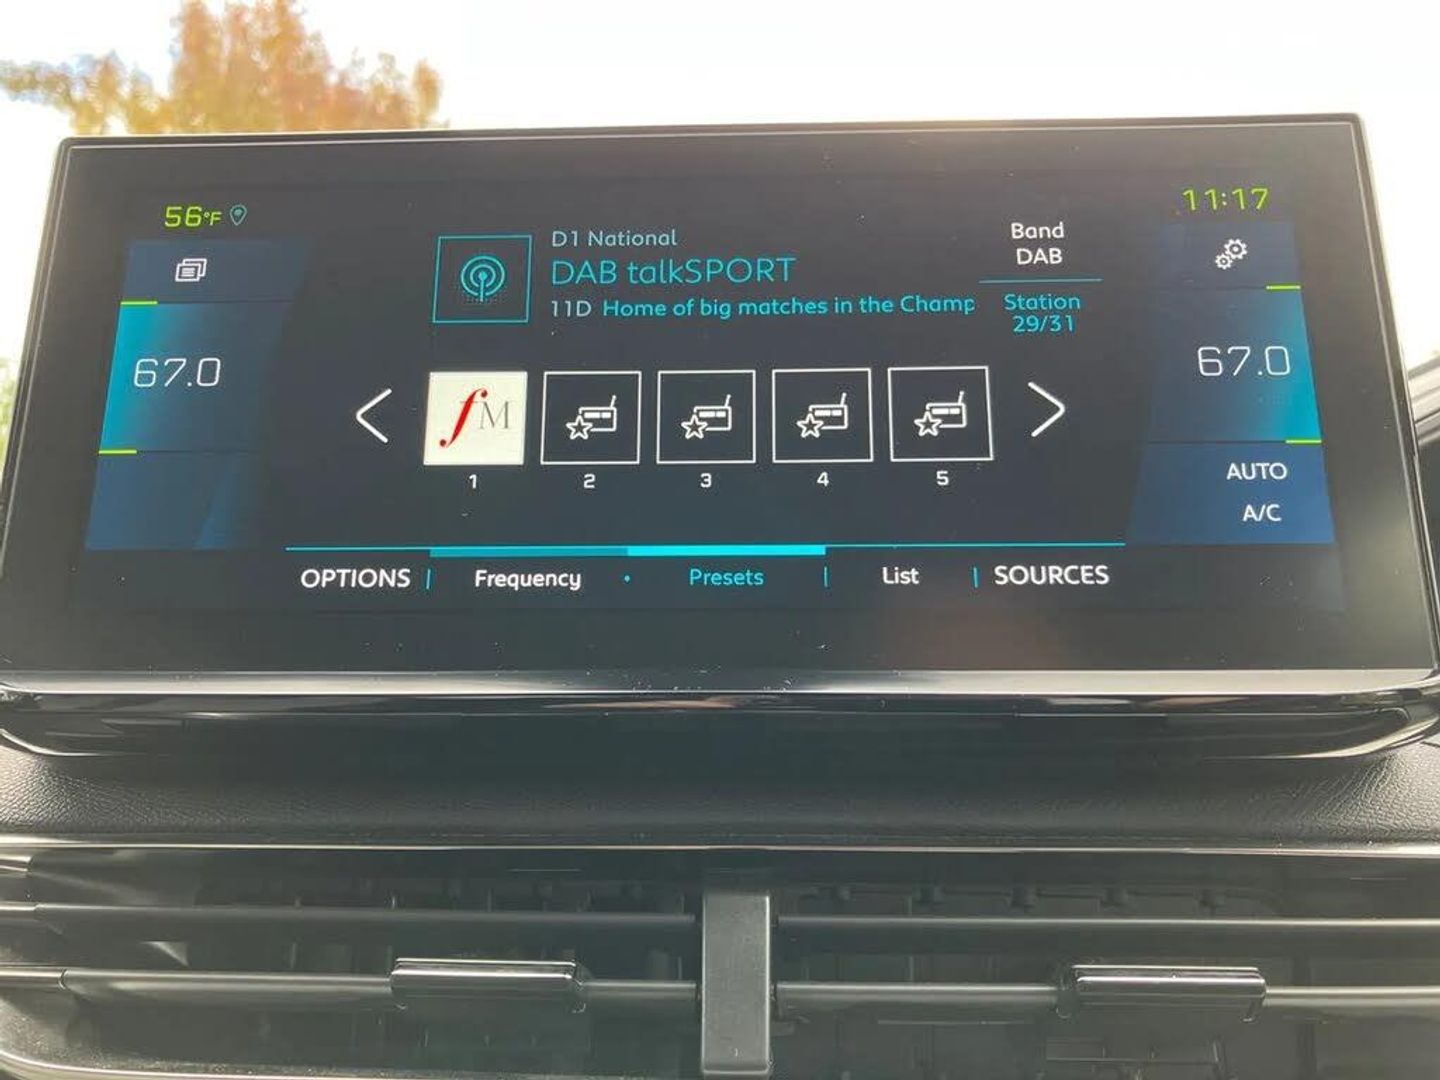 56°F
11:17
D1 National
DAB talkSPORT
11D Home of big matches in the Champ
Band
DAB
Station
29/31
67.0
67.0
fM
1 2 3 4 5
AUTO
A/C
OPTIONS | Frequency • Presets | List | SOURCES